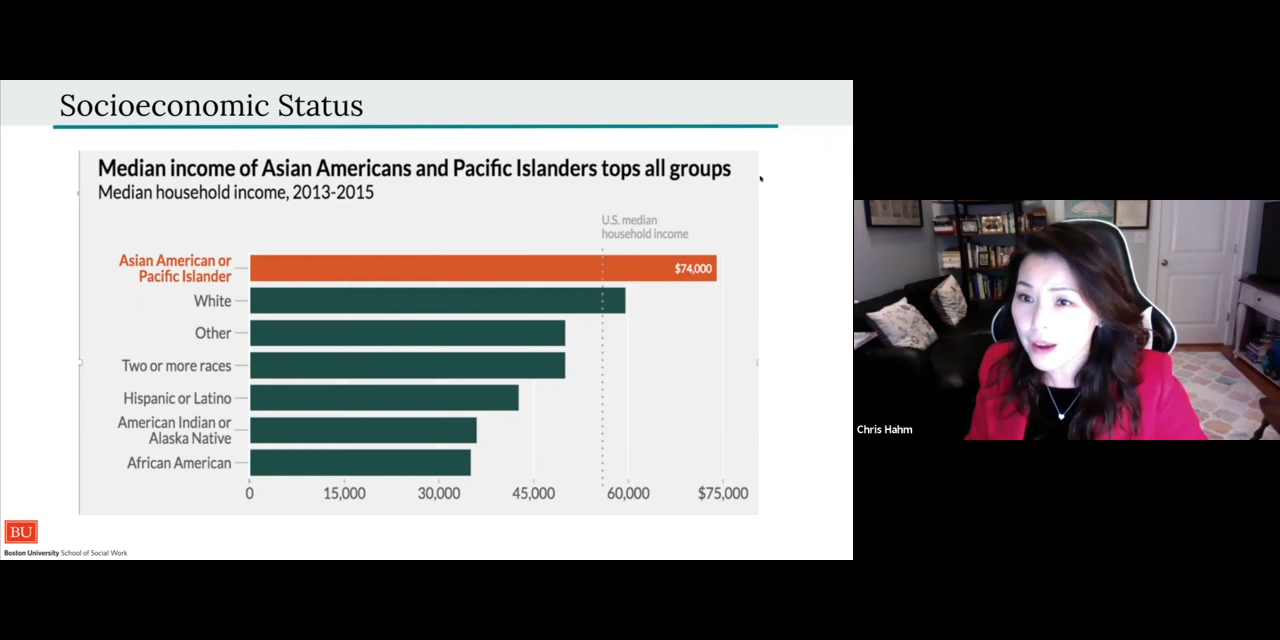 Socioeconomic Status
Median income of Asian Americans and Pacific Islanders tops all groups
Median household income, 2013-2015
U.S. median
household income
Asian American or
Pacific Islander
$74,000
White
Other
Two or more races
Hispanic or Latino
American Indian or
Alaska Native
African American
0 15,000 30,000 45,000 60,000 $75,000
BU
Boston University School of Social Work
Chris Hahm